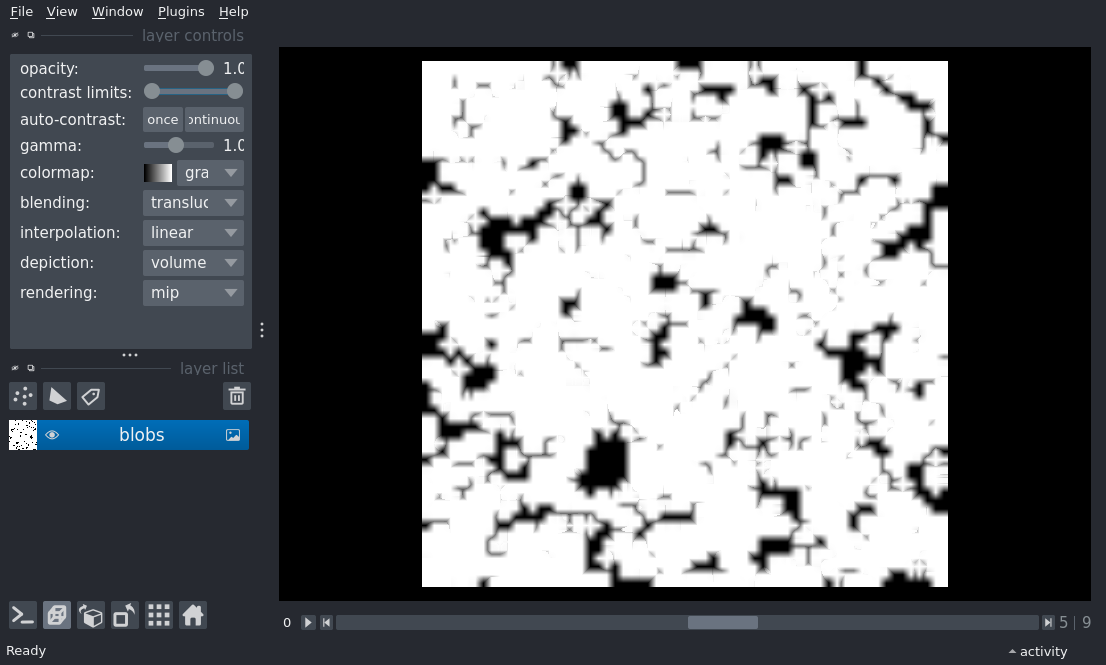 File View Window Plugins Help
layer controls
opacity: 1.0
contrast limits:
auto-contrast: once ontinuou
gamma: 1.0
colormap: gra
blending: transluc
interpolation: linear
depiction: volume
rendering: mip
layer list
blobs
0 5 | 9
Ready activity